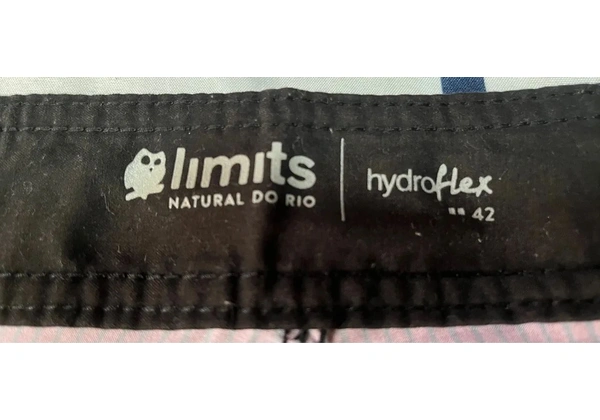 limits
NATURAL DO RIO
hydroflex
42